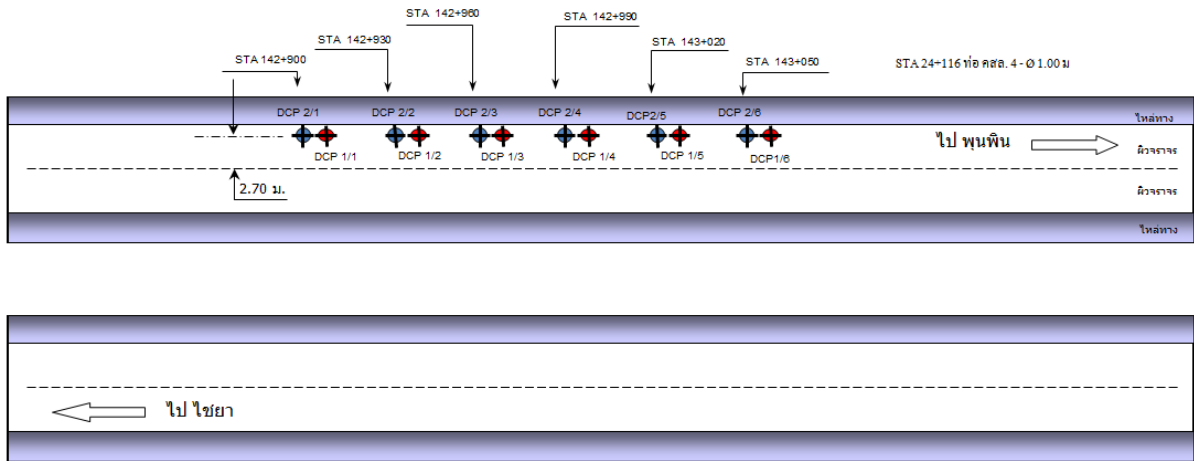 STA 142+960
STA 142+990
STA 142+930
STA 143+020
STA 142+900
STA 143+050
STA 24+116 ท่อ คสล. 4 - Ø 1.00 ม
DCP 2/1
DCP 2/2
DCP 2/3
DCP 2/4
DCP2/5
DCP 2/6
ไหล่ทาง
DCP 1/1
DCP 1/2
DCP 1/3
DCP 1/4
DCP 1/5
DCP1/6
ไป พุนพิน
ผิวจราจร
2.70 ม.
ผิวจราจร
ไหล่ทาง
ไป ไชยา